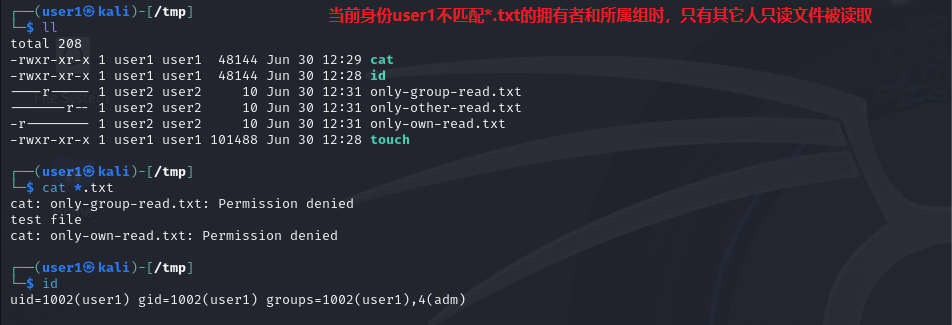 ┌──(user1㉿kali)-[/tmp]
当前身份user1不匹配*.txt的拥有者和所属组时，只有其它人只读文件被读取
└─$ ll
total 208
-rwxr-xr-x 1 user1 user1  48144 Jun 30 12:29 cat
-rwxr-xr-x 1 user1 user1  48144 Jun 30 12:28 id
----r----- 1 user2 user2     10 Jun 30 12:31 only-group-read.txt
-------r-- 1 user2 user2     10 Jun 30 12:31 only-other-read.txt
-r-------- 1 user2 user2     10 Jun 30 12:31 only-own-read.txt
-rwxr-xr-x 1 user1 user1 101488 Jun 30 12:28 touch
┌──(user1㉿kali)-[/tmp]
└─$ cat *.txt
cat: only-group-read.txt: Permission denied
test file
cat: only-own-read.txt: Permission denied
┌──(user1㉿kali)-[/tmp]
└─$ id
uid=1002(user1) gid=1002(user1) groups=1002(user1),4(adm)